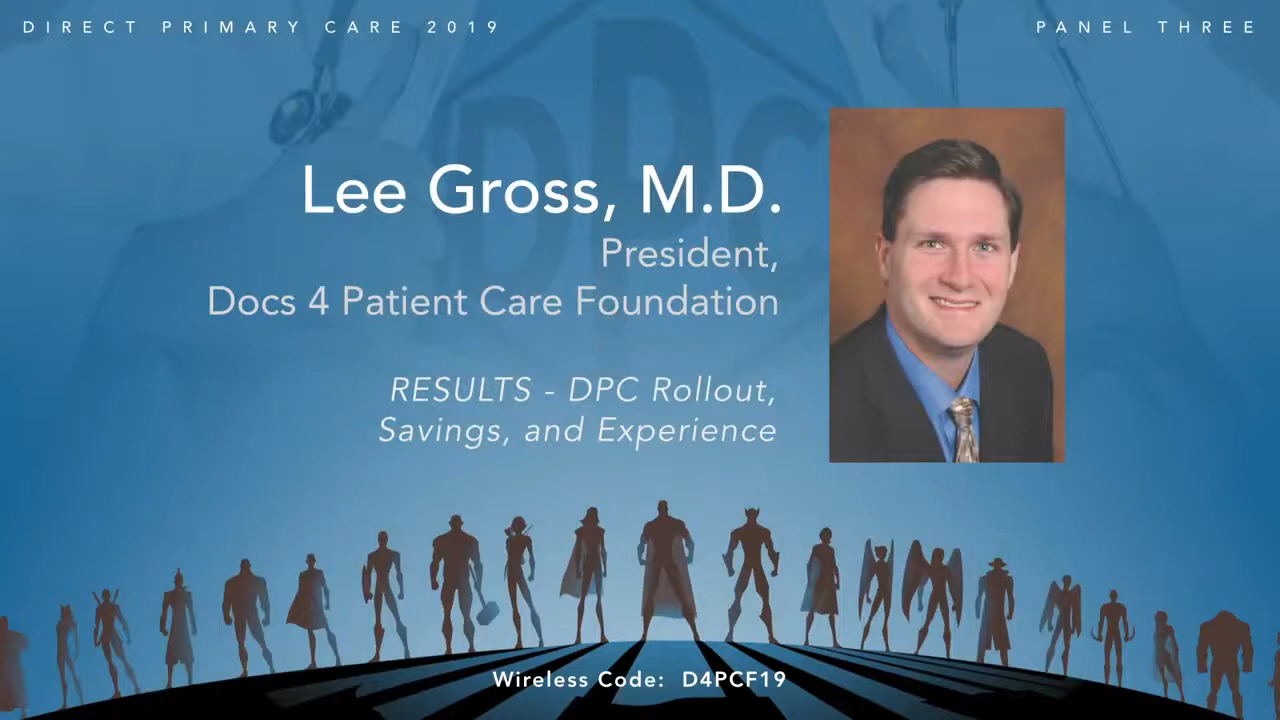 DIRECT PRIMARY CARE 2019
PANEL THREE
DPC
Lee Gross, M.D.
President,
Docs 4 Patient Care Foundation
RESULTS - DPC Rollout,
Savings, and Experience
Wireless Code: D4PCF19